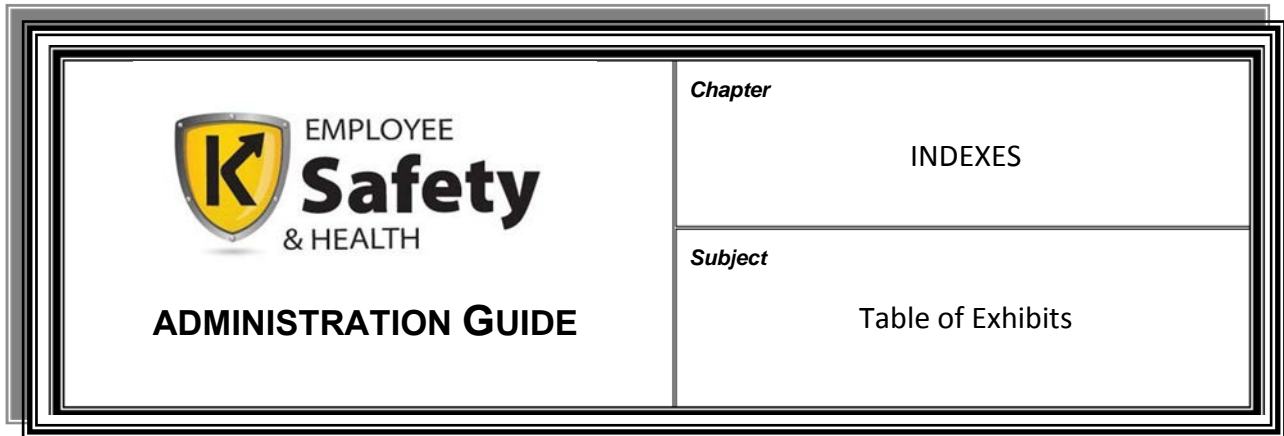 K
EMPLOYEE
Safety
& HEALTH
ADMINISTRATION GUIDE
Chapter
INDEXES
Subject
Table of Exhibits